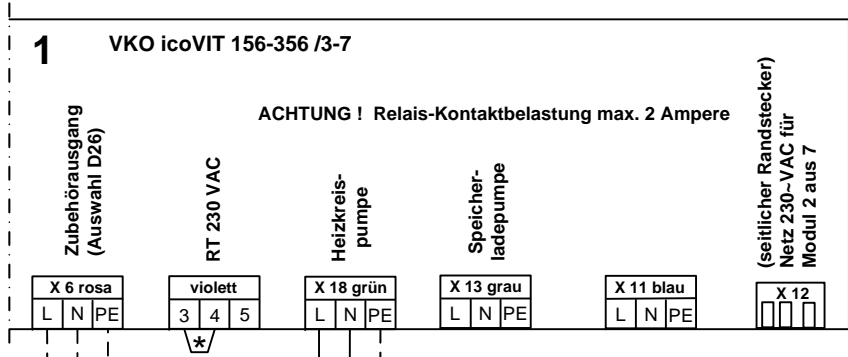 1
VKO icoVIT 156-356 /3-7
ACHTUNG ! Relais-Kontaktbelastung max. 2 Ampere
Zubehörausgang
(Auswahl D26)
RT 230 VAC
Heizkreis-
pumpe
Speicher-
ladepumpe
(seitlicher Randstecker)
Netz 230~VAC für
Modul 2 aus 7
X 6 rosa
L N PE
violett
3 4 5
*
X 18 grün
L N PE
X 13 grau
L N PE
X 11 blau
L N PE
X 12